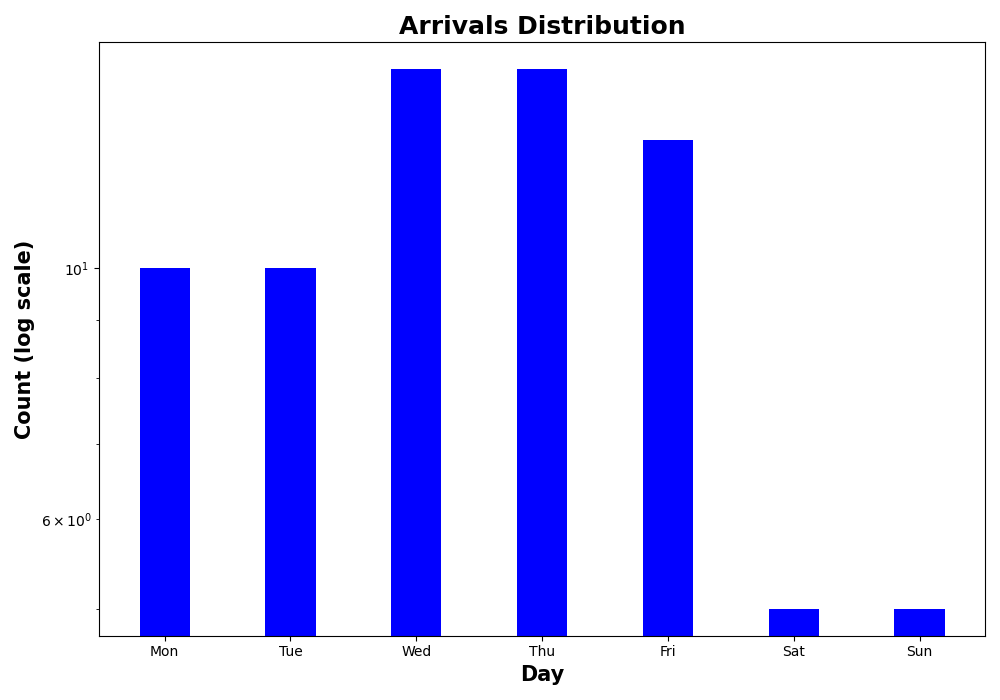 Arrivals Distribution
Count (log scale)
10¹
6 × 10⁰
Mon Tue Wed Thu Fri Sat Sun
Day